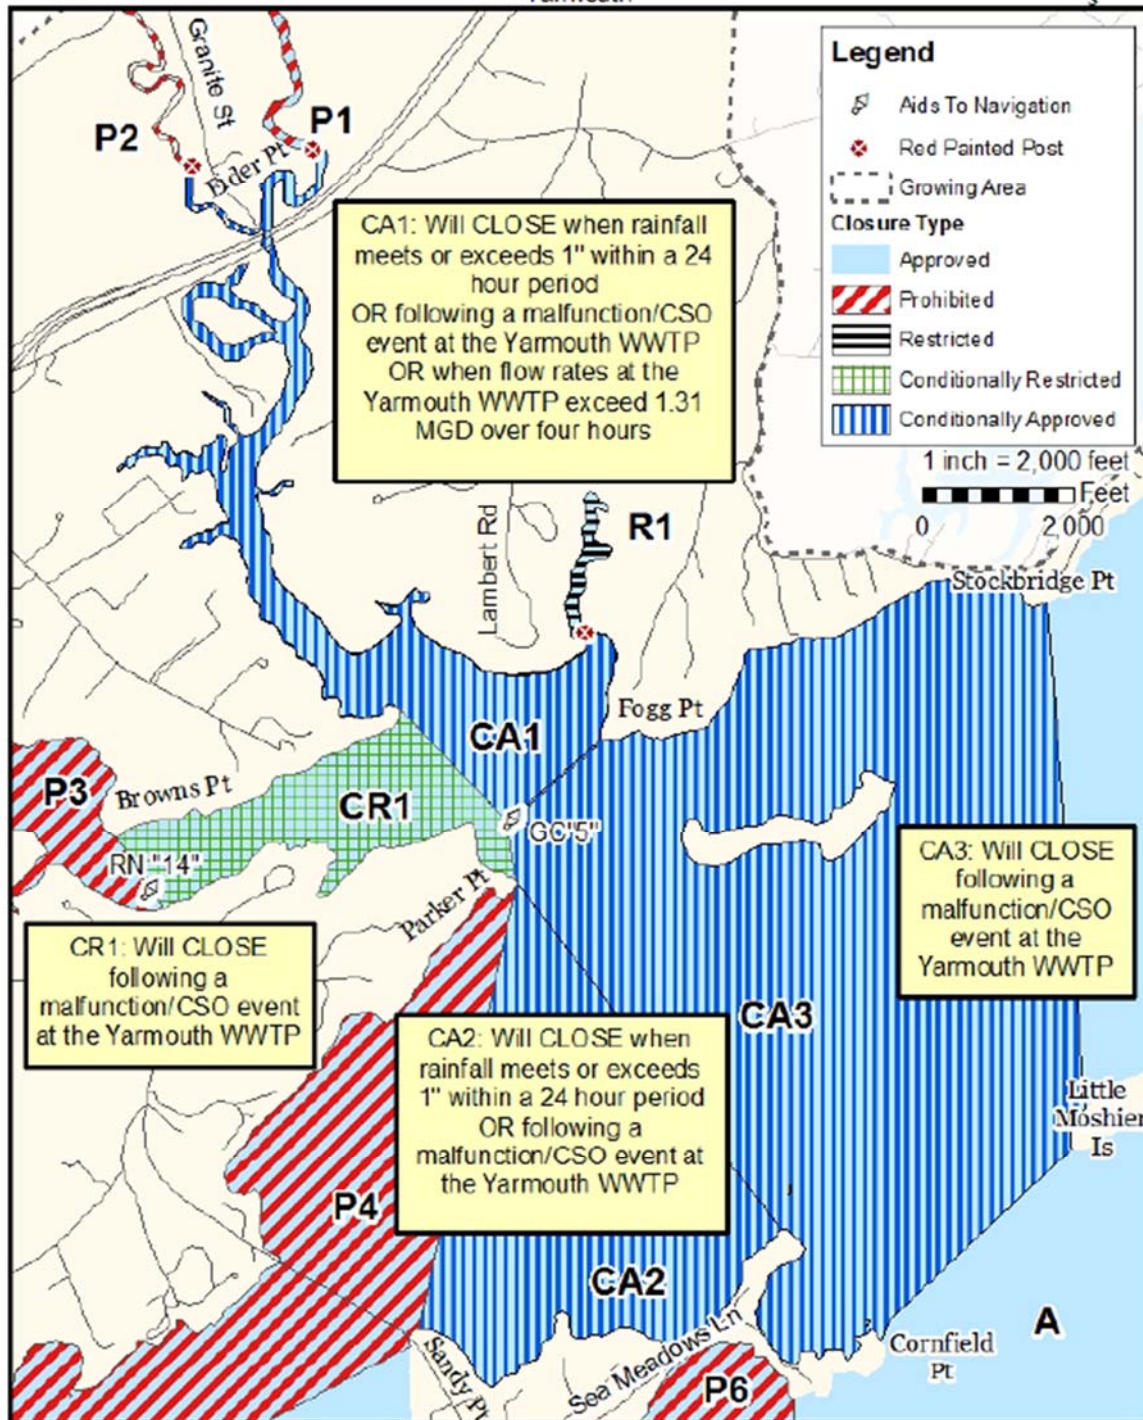 Granite St
P2
P1
Elder Pt
Legend
Aids To Navigation
Red Painted Post
Growing Area
Closure Type
Approved
Prohibited
Restricted
Conditionally Restricted
Conditionally Approved
1 inch = 2,000 feet
Feet
0 2,000
CA1: Will CLOSE when rainfall
meets or exceeds 1" within a 24
hour period
OR following a malfunction/CSO
event at the Yarmouth WWTP
OR when flow rates at the
Yarmouth WWTP exceed 1.31
MGD over four hours
Lambert Rd
R1
Stockbridge Pt
Fogg Pt
CA1
P3
Browns Pt
CR1
GC"5"
RN "14"
Parker Pt
CA3: Will CLOSE
following a
malfunction/CSO
event at the
Yarmouth WWTP
CR1: Will CLOSE
following a
malfunction/CSO event
at the Yarmouth WWTP
CA3
CA2: Will CLOSE when
rainfall meets or exceeds
1" within a 24 hour period
OR following a
malfunction/CSO event at
the Yarmouth WWTP
Little
Moshier
Is
P4
CA2
A
Sea Meadows Ln
Cornfield
Pt
Sandy Pt
P6